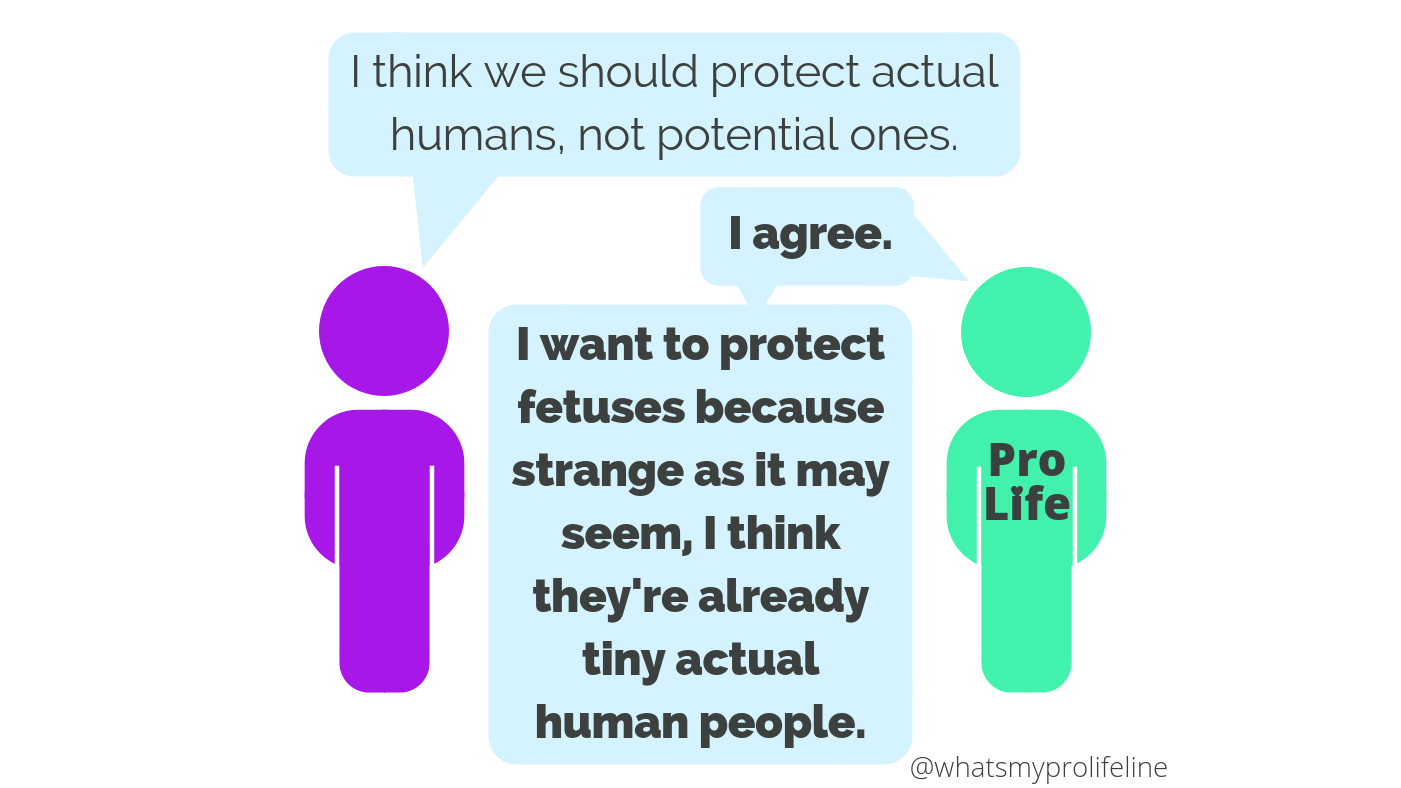 I think we should protect actual
humans, not potential ones.
I agree.
I want to protect
fetuses because
strange as it may
seem, I think
they're already
tiny actual
human people.
Pro
Life
@whatsmyprolifeline